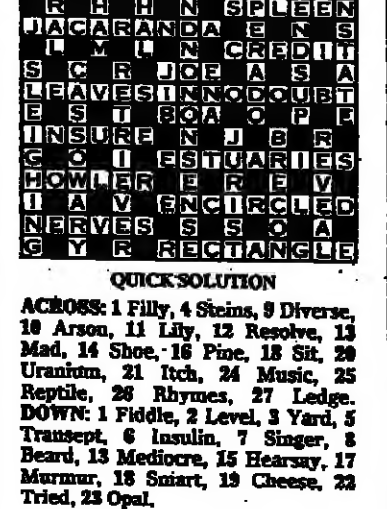 R H H N SPLEEN
JACARANDA E N S
L M L N CREDIT
S C R JOE A S A
LEAVESINNODOUBT
E S T BOA O P E
INSURE N J B R
G O I ESTUARIES
HOWLER E R E V
I A V ENCIRCLED
NERVES S S O A
G Y R RECTANGLE
QUICK SOLUTION
ACROSS: 1 Filly, 4 Steins, 9 Diverse,
10 Arson, 11 Lily, 12 Resolve, 13
Mad, 14 Shoe, 16 Pine, 18 Sit, 20
Uranium, 21 Itch, 24 Music, 25
Reptile, 26 Rhymes, 27 Ledge.
DOWN: 1 Fiddle, 2 Level, 3 Yard, 5
Transept, 6 Insulin, 7 Singer, 8
Beard, 13 Mediocre, 15 Hearsay, 17
Murmur, 18 Smart, 19 Cheese, 22
Tried, 23 Opal.